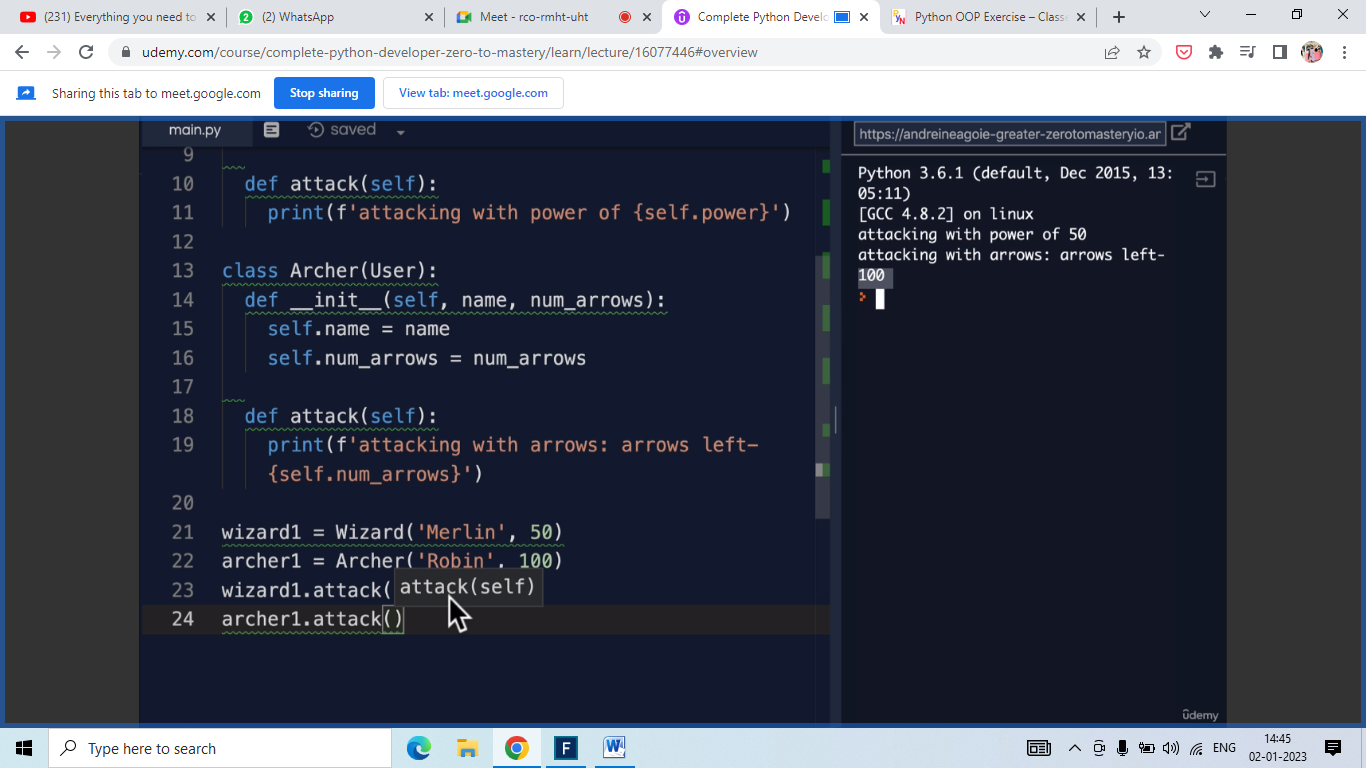 (231) Everything you need to
(2) WhatsApp
Meet - rco-rmht-uht
Complete Python Develo
Python OOP Exercise – Classe
udemy.com/course/complete-python-developer-zero-to-mastery/learn/lecture/16077446#overview
Sharing this tab to meet.google.com
Stop sharing
View tab: meet.google.com
main.py
saved
https://andreineagoie-greater-zerotomasteryio.ar
9
10 def attack(self):
11 print(f'attacking with power of {self.power}')
12
13 class Archer(User):
14 def __init__(self, name, num_arrows):
15 self.name = name
16 self.num_arrows = num_arrows
17
18 def attack(self):
19 print(f'attacking with arrows: arrows left-
{self.num_arrows}')
20
21 wizard1 = Wizard('Merlin', 50)
22 archer1 = Archer('Robin', 100)
23 wizard1.attack(
attack(self)
24 archer1.attack()
Python 3.6.1 (default, Dec 2015, 13:
05:11)
[GCC 4.8.2] on linux
attacking with power of 50
attacking with arrows: arrows left-
100
udemy
Type here to search
F
W
ENG
14:45
02-01-2023